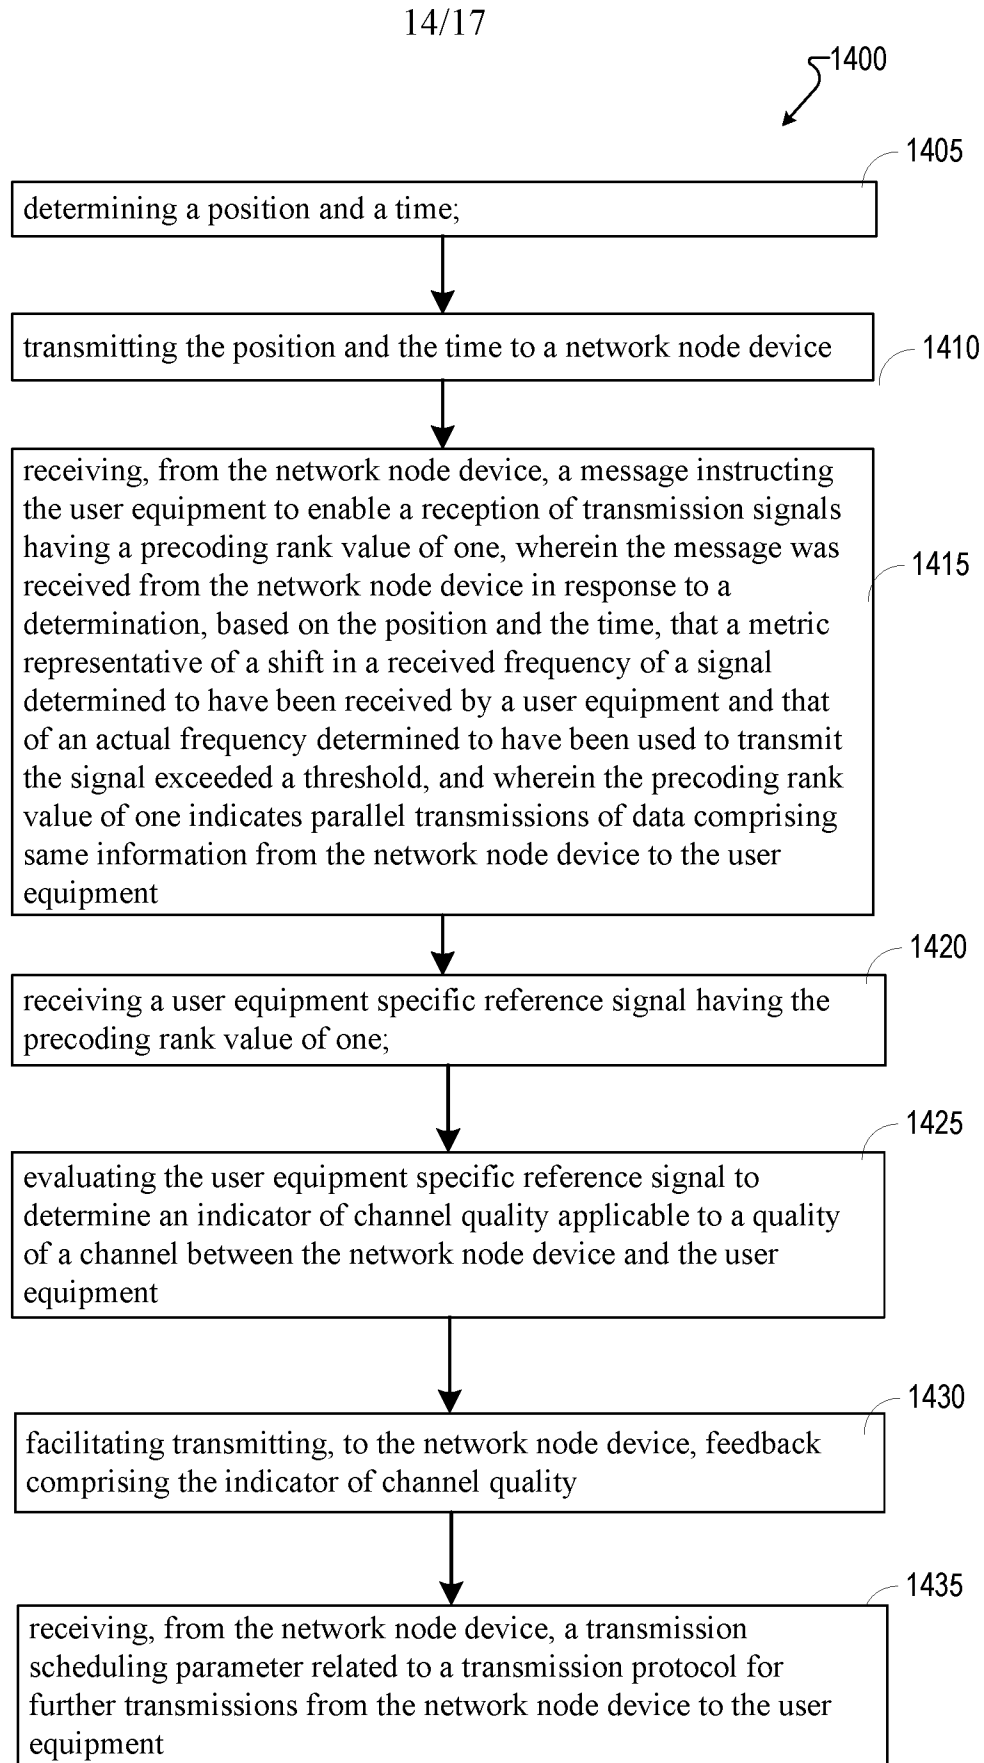 14/17
1400
1405
determining a position and a time;
transmitting the position and the time to a network node device
1410
receiving, from the network node device, a message instructing
the user equipment to enable a reception of transmission signals
having a precoding rank value of one, wherein the message was
received from the network node device in response to a
determination, based on the position and the time, that a metric
representative of a shift in a received frequency of a signal
determined to have been received by a user equipment and that
of an actual frequency determined to have been used to transmit
the signal exceeded a threshold, and wherein the precoding rank
value of one indicates parallel transmissions of data comprising
same information from the network node device to the user
equipment
1415
1420
receiving a user equipment specific reference signal having the
precoding rank value of one;
1425
evaluating the user equipment specific reference signal to
determine an indicator of channel quality applicable to a quality
of a channel between the network node device and the user
equipment
1430
facilitating transmitting, to the network node device, feedback
comprising the indicator of channel quality
1435
receiving, from the network node device, a transmission
scheduling parameter related to a transmission protocol for
further transmissions from the network node device to the user
equipment